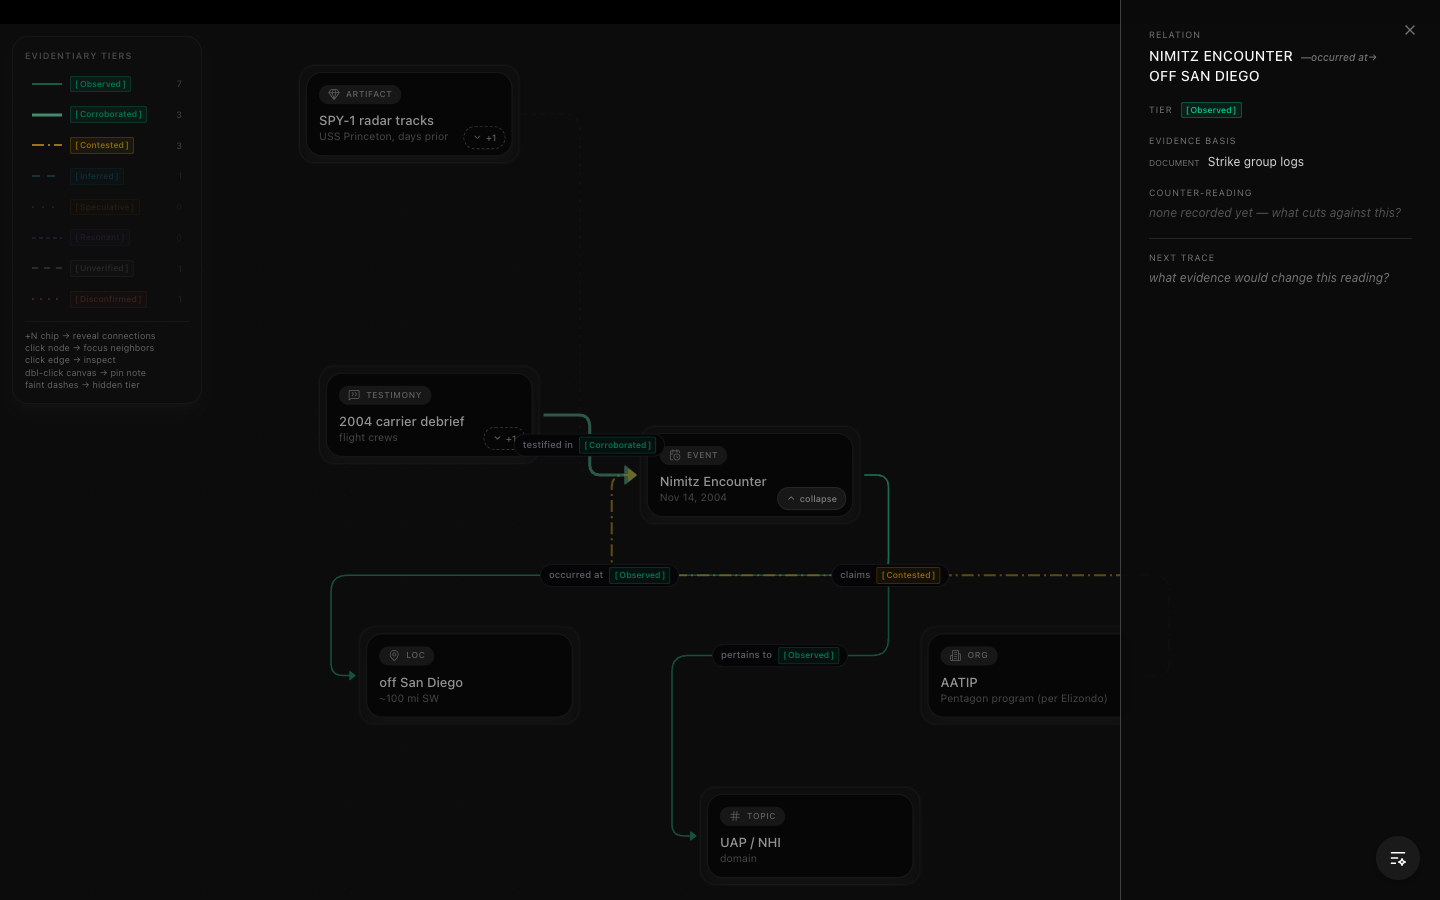 EVIDENTIARY TIERS
[Observed] 7
[Corroborated] 3
[Contested] 3
[Inferred] 1
[Speculative]
[Resonant] 0
[Unverified] 1
[Disconfirmed] 1
+N chip → reveal connections
click node → focus neighbors
click edge → inspect
dbl-click canvas → pin note
faint dashes → hidden tier
ARTIFACT
SPY-1 radar tracks
USS Princeton, days prior
+1
TESTIMONY
2004 carrier debrief
flight crews
+1
testified in [Corroborated]
EVENT
Nimitz Encounter
Nov 14, 2004
collapse
occurred at [Observed]
claims [Contested]
LOC
off San Diego
~100 mi SW
pertains to [Observed]
ORG
AATIP
Pentagon program (per Elizondo)
TOPIC
UAP / NHI
domain
RELATION
NIMITZ ENCOUNTER —occurred at→
OFF SAN DIEGO
TIER [Observed]
EVIDENCE BASIS
DOCUMENT Strike group logs
COUNTER-READING
none recorded yet — what cuts against this?
NEXT TRACE
what evidence would change this reading?